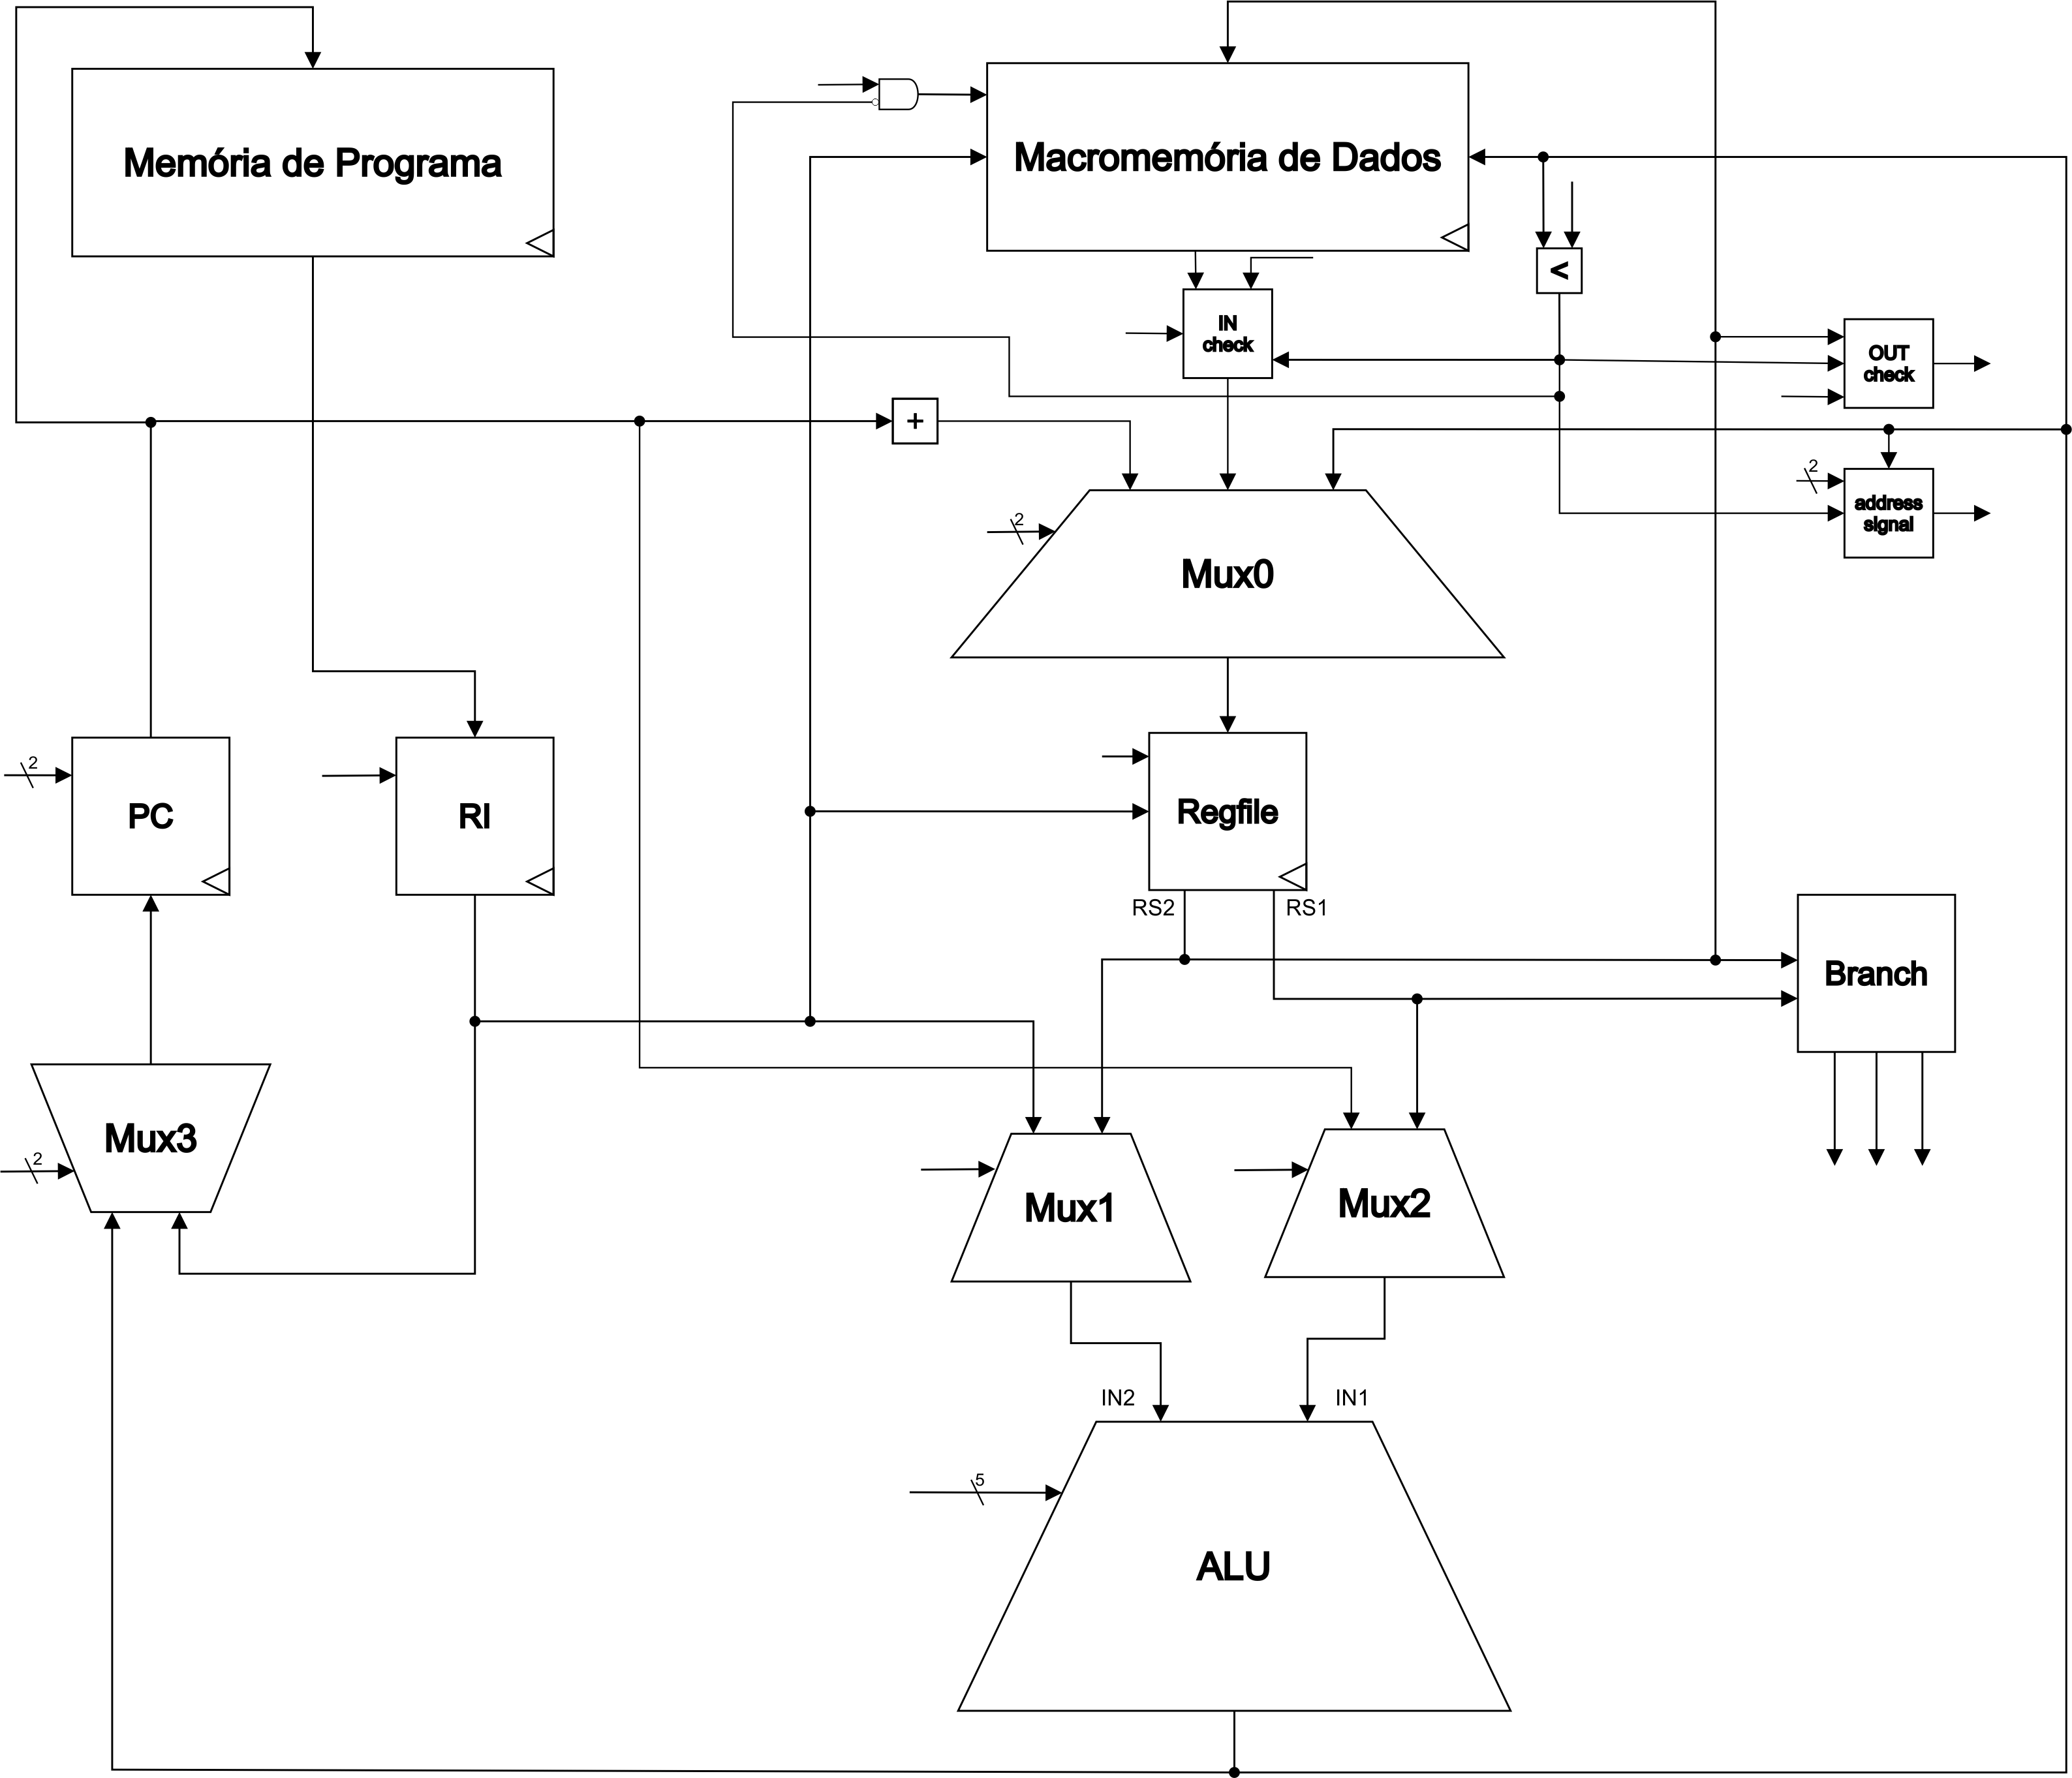 Memória de Programa
Macromemória de Dados
<
IN
check
OUT
check
+
2
address
signal
2
Mux0
2
PC
RI
Regfile
RS2
RS1
Branch
Mux3
2
Mux1
Mux2
IN2
IN1
5
ALU